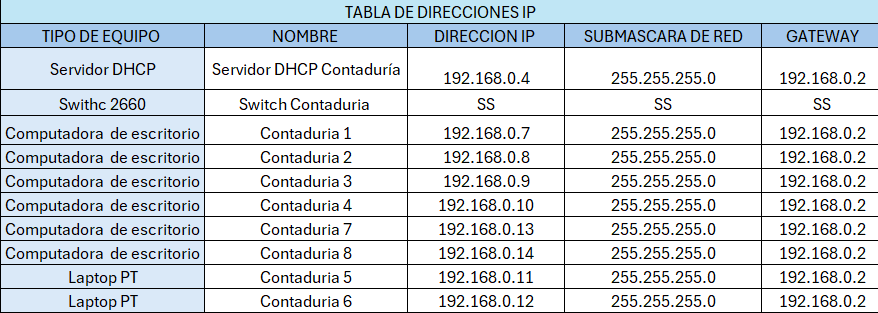 TABLA DE DIRECCIONES IP
TIPO DE EQUIPO NOMBRE DIRECCION IP SUBMASCARA DE RED GATEWAY
Servidor DHCP Servidor DHCP Contaduría 192.168.0.4 255.255.255.0 192.168.0.2
Swithc 2660 Switch Contaduria SS SS SS
Computadora de escritorio Contaduria 1 192.168.0.7 255.255.255.0 192.168.0.2
Computadora de escritorio Contaduria 2 192.168.0.8 255.255.255.0 192.168.0.2
Computadora de escritorio Contaduria 3 192.168.0.9 255.255.255.0 192.168.0.2
Computadora de escritorio Contaduria 4 192.168.0.10 255.255.255.0 192.168.0.2
Computadora de escritorio Contaduria 7 192.168.0.13 255.255.255.0 192.168.0.2
Computadora de escritorio Contaduria 8 192.168.0.14 255.255.255.0 192.168.0.2
Laptop PT Contaduria 5 192.168.0.11 255.255.255.0 192.168.0.2
Laptop PT Contaduria 6 192.168.0.12 255.255.255.0 192.168.0.2